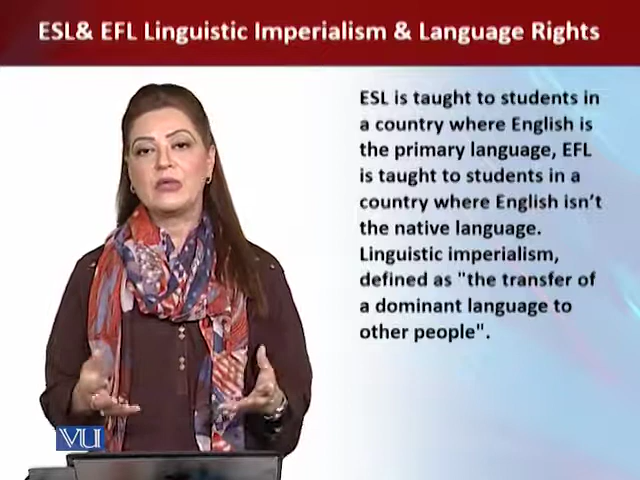 ESL& EFL Linguistic Imperialism & Language Rights
ESL is taught to students in
a country where English is
the primary language, EFL
is taught to students in a
country where English isn't
the native language.
Linguistic imperialism,
defined as "the transfer of
a dominant language to
other people".
VU